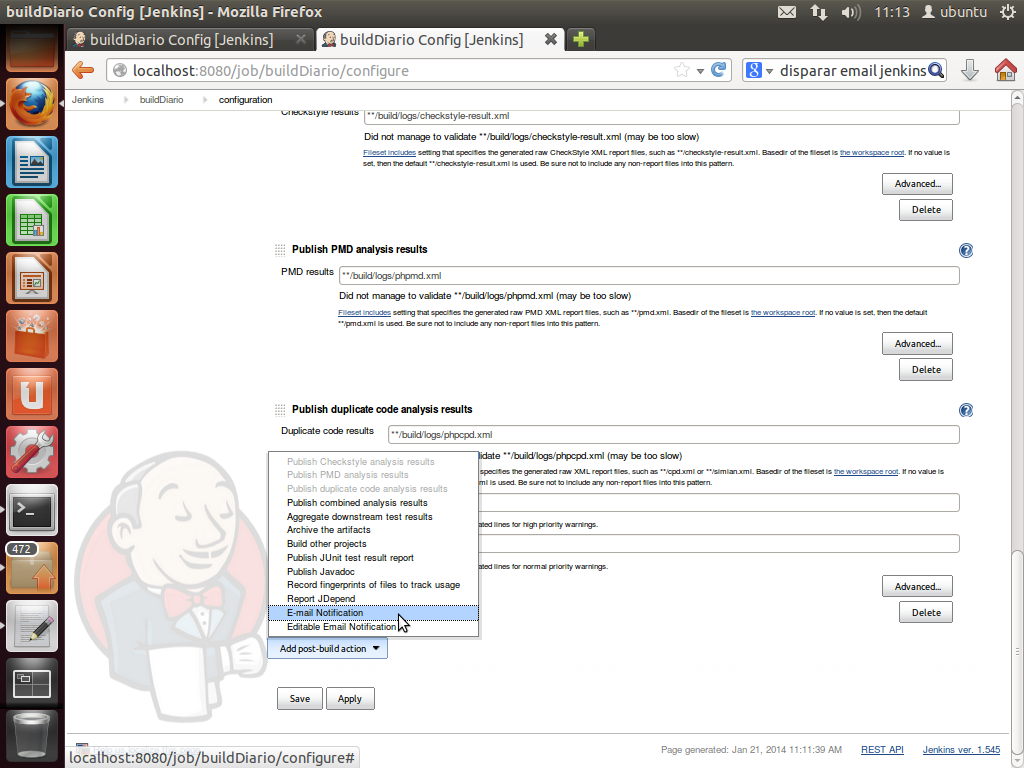 buildDiario Config [Jenkins] - Mozilla Firefox
11:13 ubuntu
buildDiario Config [Jenkins]
buildDiario Config [Jenkins]
localhost:8080/job/buildDiario/configure
disparar email jenkins
Jenkins buildDiario configuration
Checkstyle results **/build/logs/checkstyle-result.xml
Did not manage to validate **/build/logs/checkstyle-result.xml (may be too slow)
Fileset includes setting that specifies the generated raw CheckStyle XML report files, such as **/checkstyle-result.xml. Basedir of the fileset is the workspace root. If no value is
set, then the default **/checkstyle-result.xml is used. Be sure not to include any non-report files into this pattern.
Advanced...
Delete
Publish PMD analysis results
PMD results **/build/logs/phpmd.xml
Did not manage to validate **/build/logs/phpmd.xml (may be too slow)
Fileset includes setting that specifies the generated raw PMD XML report files, such as **/pmd.xml. Basedir of the fileset is the workspace root. If no value is set, then the default
**/pmd.xml is used. Be sure not to include any non-report files into this pattern.
Advanced...
Delete
Publish duplicate code analysis results
Duplicate code results **/build/logs/phpcpd.xml
idate **/build/logs/phpcpd.xml (may be too slow)
specifies the generated raw XML report files, such as **/cpd.xml or **/simian.xml. Basedir of the fileset is the workspace root. If no value is
ml is used. Be sure not to include any non-report files into this pattern.
ated lines for high priority warnings.
ated lines for normal priority warnings.
Advanced...
Delete
Publish Checkstyle analysis results
Publish PMD analysis results
Publish duplicate code analysis results
Publish combined analysis results
Aggregate downstream test results
Archive the artifacts
Build other projects
Publish JUnit test result report
Publish Javadoc
Record fingerprints of files to track usage
Report JDepend
E-mail Notification
Editable Email Notification
Add post-build action
Save Apply
472
Page generated: Jan 21, 2014 11:11:39 AM REST API Jenkins ver. 1.545
localhost:8080/job/buildDiario/configure#